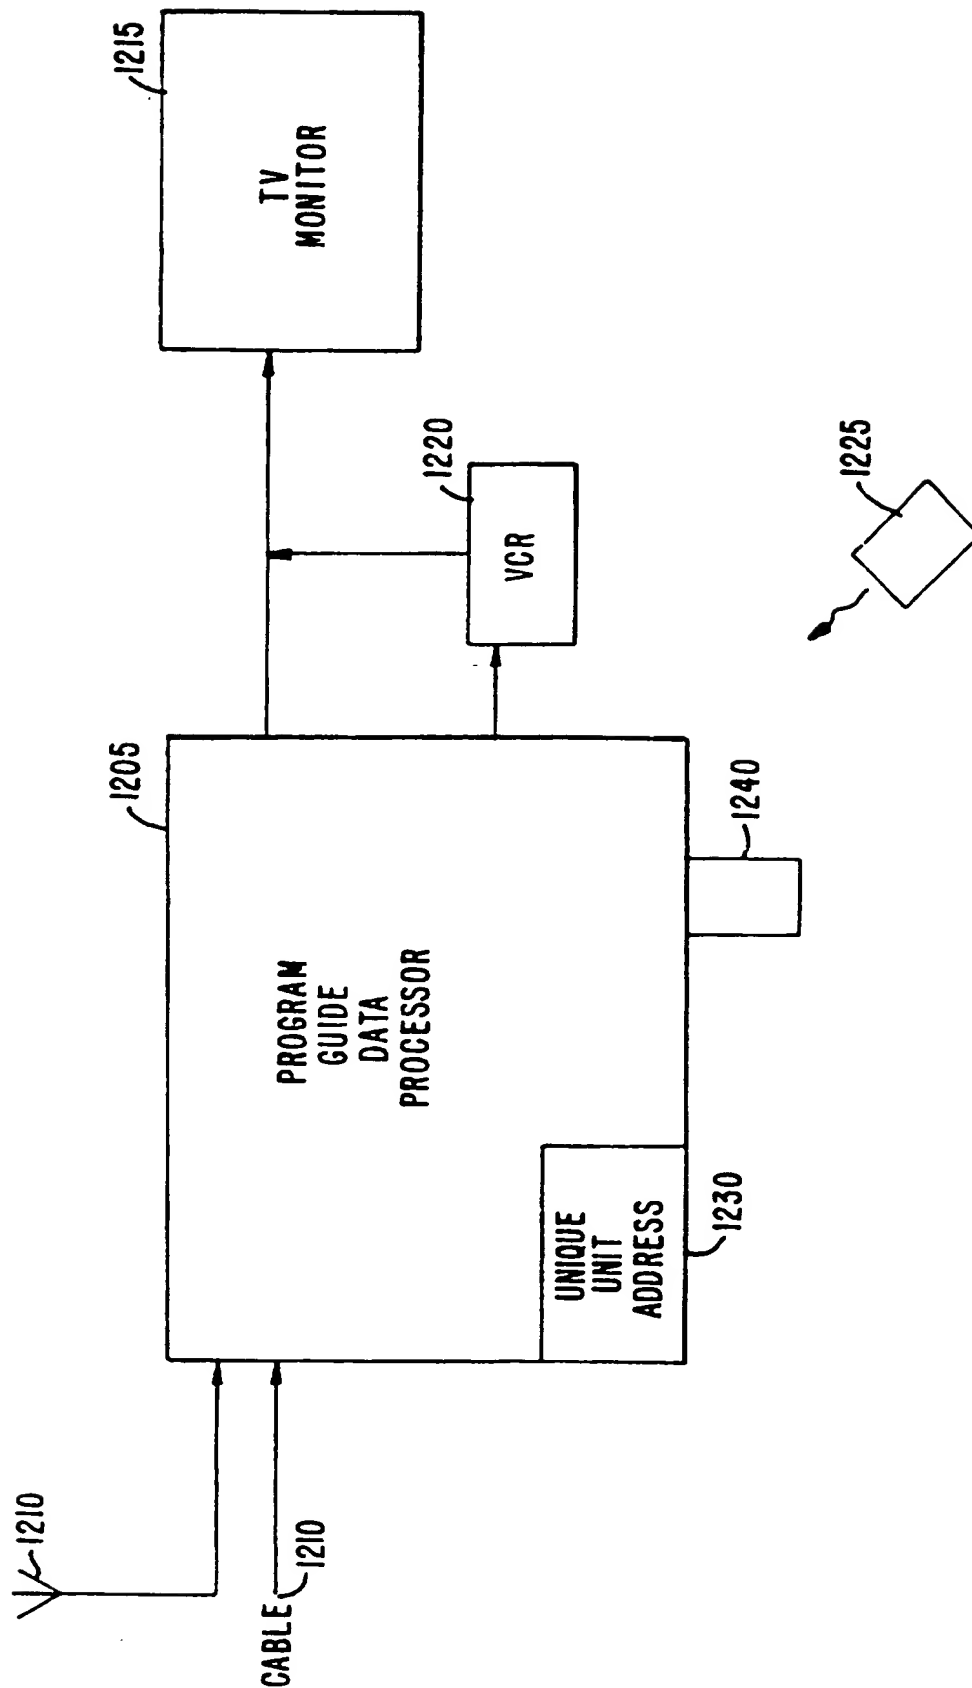 1210
CABLE
1210
1205
PROGRAM
GUIDE
DATA
PROCESSOR
UNIQUE
UNIT
ADDRESS
1230
1240
1220
VCR
1215
TV
MONITOR
1225